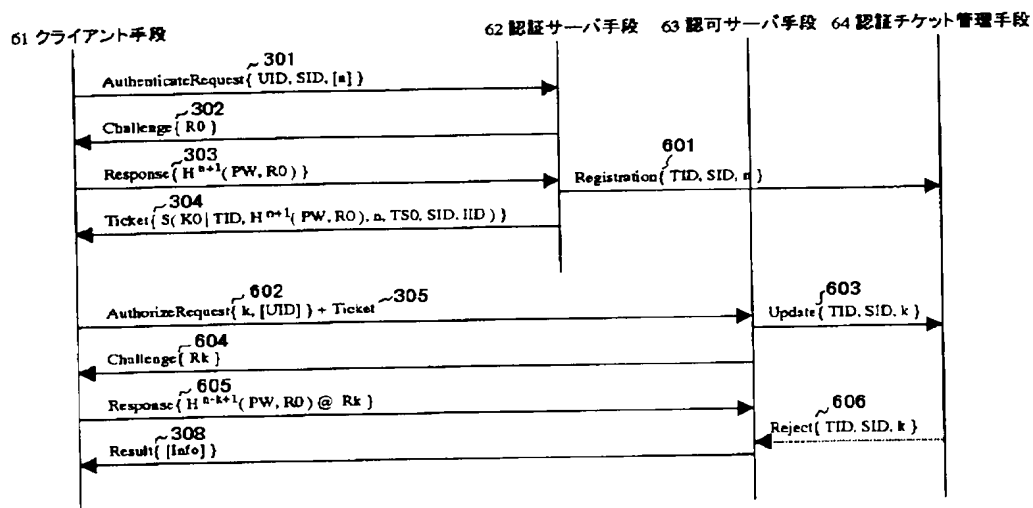 61 クライアント手段
62 認証サーバ手段
63 認可サーバ手段
64 認証チケット管理手段
301
AuthenticateRequest{ UID, SID, [n] }
302
Challenge{ R0 }
303
Response{ H^n+1( PW, R0 ) }
601
Registration{ TID, SID, n }
304
Ticket{ S( K0 | TID, H^n+1( PW, R0 ), n, TS0, SID, IID ) }
602
AuthorizeRequest{ k, [UID] } + Ticket
305
603
Update{ TID, SID, k }
604
Challenge{ Rk }
605
Response{ H^n-k+1( PW, R0 ) @ Rk }
606
Reject{ TID, SID, k }
308
Result{ [Info] }